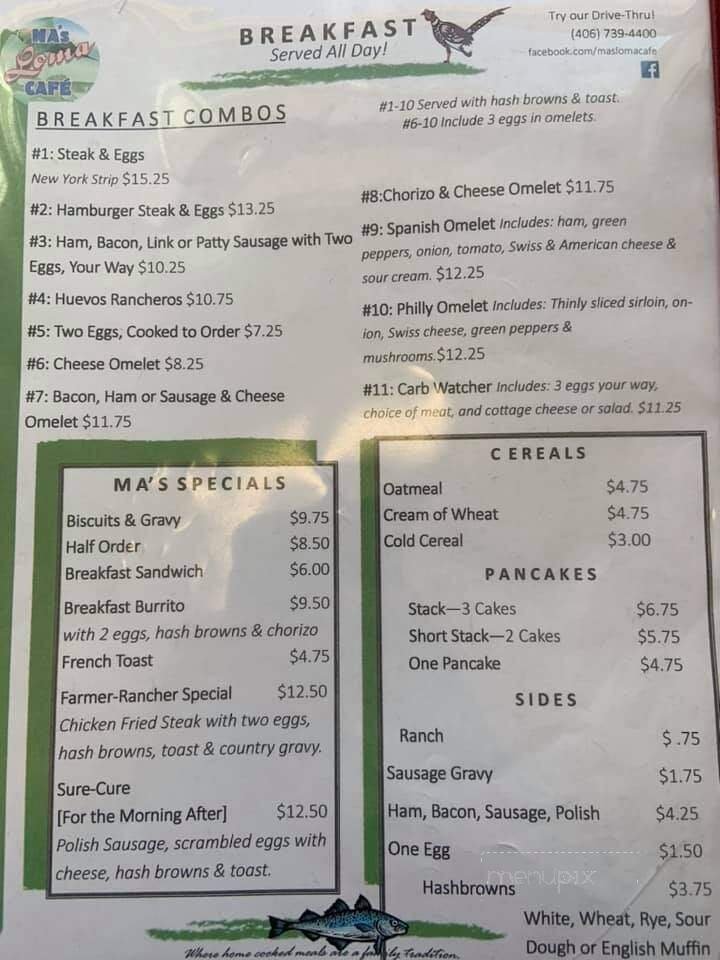 MA's
Loma
CAFÉ
BREAKFAST
Served All Day!
Try our Drive-Thru!
(406) 739-4400
facebook.com/maslomacafe
f
BREAKFAST COMBOS
#1-10 Served with hash browns & toast.
#6-10 Include 3 eggs in omelets.
#1: Steak & Eggs
New York Strip $15.25
#2: Hamburger Steak & Eggs $13.25
#3: Ham, Bacon, Link or Patty Sausage with Two
Eggs, Your Way $10.25
#4: Huevos Rancheros $10.75
#5: Two Eggs, Cooked to Order $7.25
#6: Cheese Omelet $8.25
#7: Bacon, Ham or Sausage & Cheese
Omelet $11.75
#8:Chorizo & Cheese Omelet $11.75
#9: Spanish Omelet Includes: ham, green
peppers, onion, tomato, Swiss & American cheese &
sour cream. $12.25
#10: Philly Omelet Includes: Thinly sliced sirloin, on-
ion, Swiss cheese, green peppers &
mushrooms.$12.25
#11: Carb Watcher Includes: 3 eggs your way,
choice of meat, and cottage cheese or salad. $11.25
MA'S SPECIALS
Biscuits & Gravy $9.75
Half Order $8.50
Breakfast Sandwich $6.00
Breakfast Burrito $9.50
with 2 eggs, hash browns & chorizo
French Toast $4.75
Farmer-Rancher Special $12.50
Chicken Fried Steak with two eggs,
hash browns, toast & country gravy.
Sure-Cure
[For the Morning After] $12.50
Polish Sausage, scrambled eggs with
cheese, hash browns & toast.
CEREALS
Oatmeal $4.75
Cream of Wheat $4.75
Cold Cereal $3.00
PANCAKES
Stack—3 Cakes $6.75
Short Stack—2 Cakes $5.75
One Pancake $4.75
SIDES
Ranch $.75
Sausage Gravy $1.75
Ham, Bacon, Sausage, Polish $4.25
One Egg $1.50
menupix
Hashbrowns $3.75
White, Wheat, Rye, Sour
Dough or English Muffin
Where home cooked meals are a family tradition.